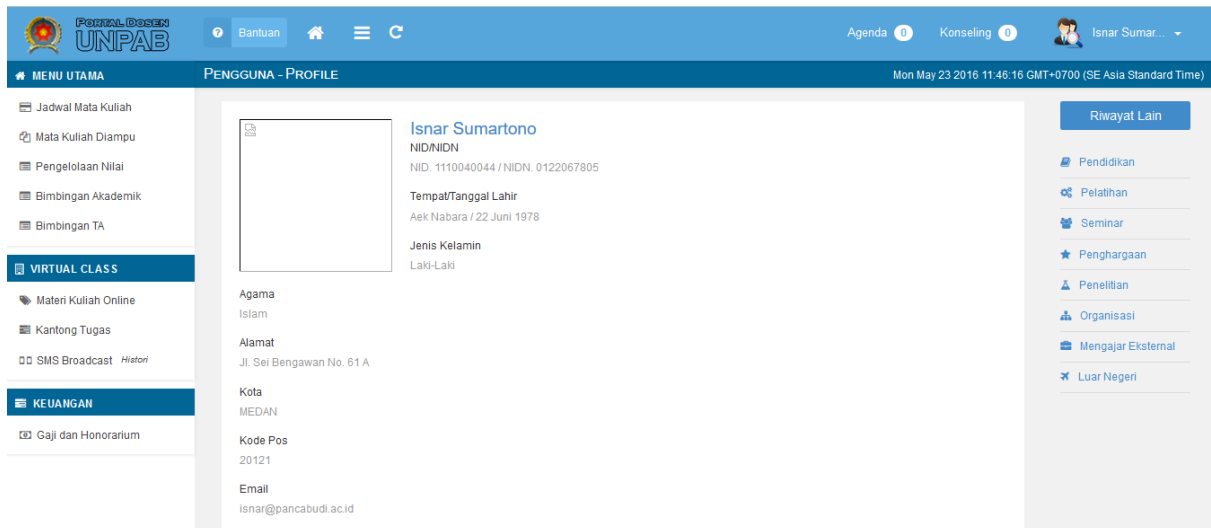 PORTAL DOSEN
UNPAB
Bantuan
Agenda 0
Konseling 0
Isnar Sumar...
MENU UTAMA
PENGGUNA - PROFILE
Mon May 23 2016 11:46:16 GMT+0700 (SE Asia Standard Time)
Jadwal Mata Kuliah
Mata Kuliah Diampu
Pengelolaan Nilai
Bimbingan Akademik
Bimbingan TA
VIRTUAL CLASS
Materi Kuliah Online
Kantong Tugas
SMS Broadcast Histori
KEUANGAN
Gaji dan Honorarium
Isnar Sumartono
NID/NIDN
NID. 1110040044 / NIDN. 0122067805
Tempat/Tanggal Lahir
Aek Nabara / 22 Juni 1978
Jenis Kelamin
Laki-Laki
Agama
Islam
Alamat
Jl. Sei Bengawan No. 61 A
Kota
MEDAN
Kode Pos
20121
Email
isnar@pancabudi.ac.id
Riwayat Lain
Pendidikan
Pelatihan
Seminar
Penghargaan
Penelitian
Organisasi
Mengajar Eksternal
Luar Negeri